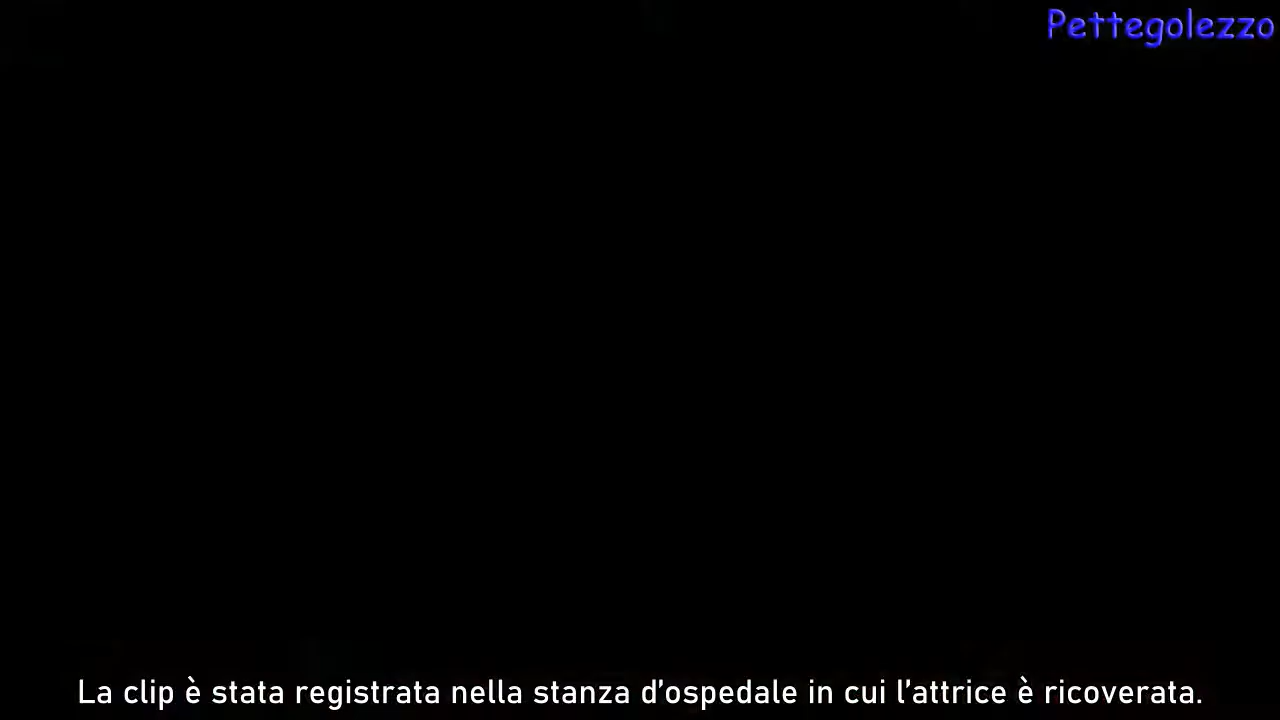 Pettegolezzo
La clip è stata registrata nella stanza d’ospedale in cui l’attrice è ricoverata.